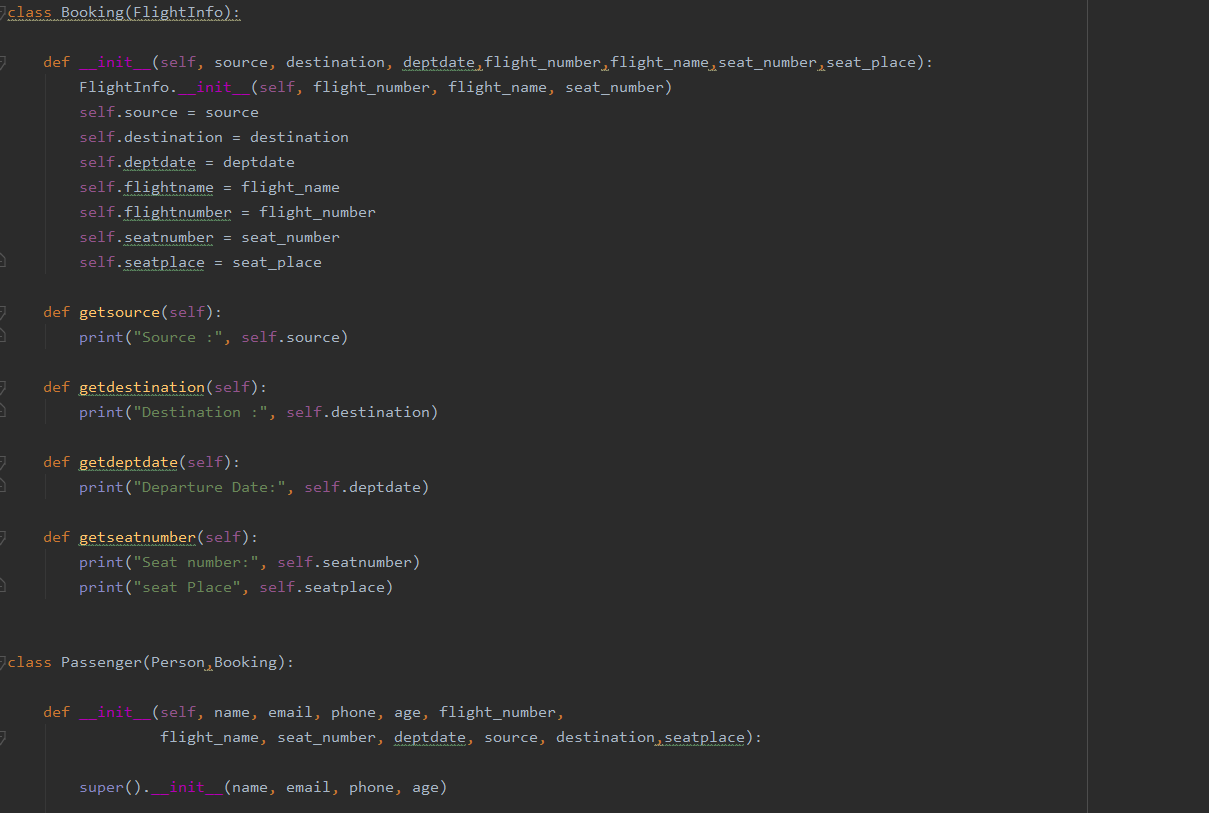 class Booking(FlightInfo):
def __init__(self, source, destination, deptdate,flight_number,flight_name,seat_number,seat_place):
FlightInfo.__init__(self, flight_number, flight_name, seat_number)
self.source = source
self.destination = destination
self.deptdate = deptdate
self.flightname = flight_name
self.flightnumber = flight_number
self.seatnumber = seat_number
self.seatplace = seat_place
def getsource(self):
print("Source :", self.source)
def getdestination(self):
print("Destination :", self.destination)
def getdeptdate(self):
print("Departure Date:", self.deptdate)
def getseatnumber(self):
print("Seat number:", self.seatnumber)
print("seat Place", self.seatplace)
class Passenger(Person,Booking):
def __init__(self, name, email, phone, age, flight_number,
flight_name, seat_number, deptdate, source, destination,seatplace):
super().__init__(name, email, phone, age)